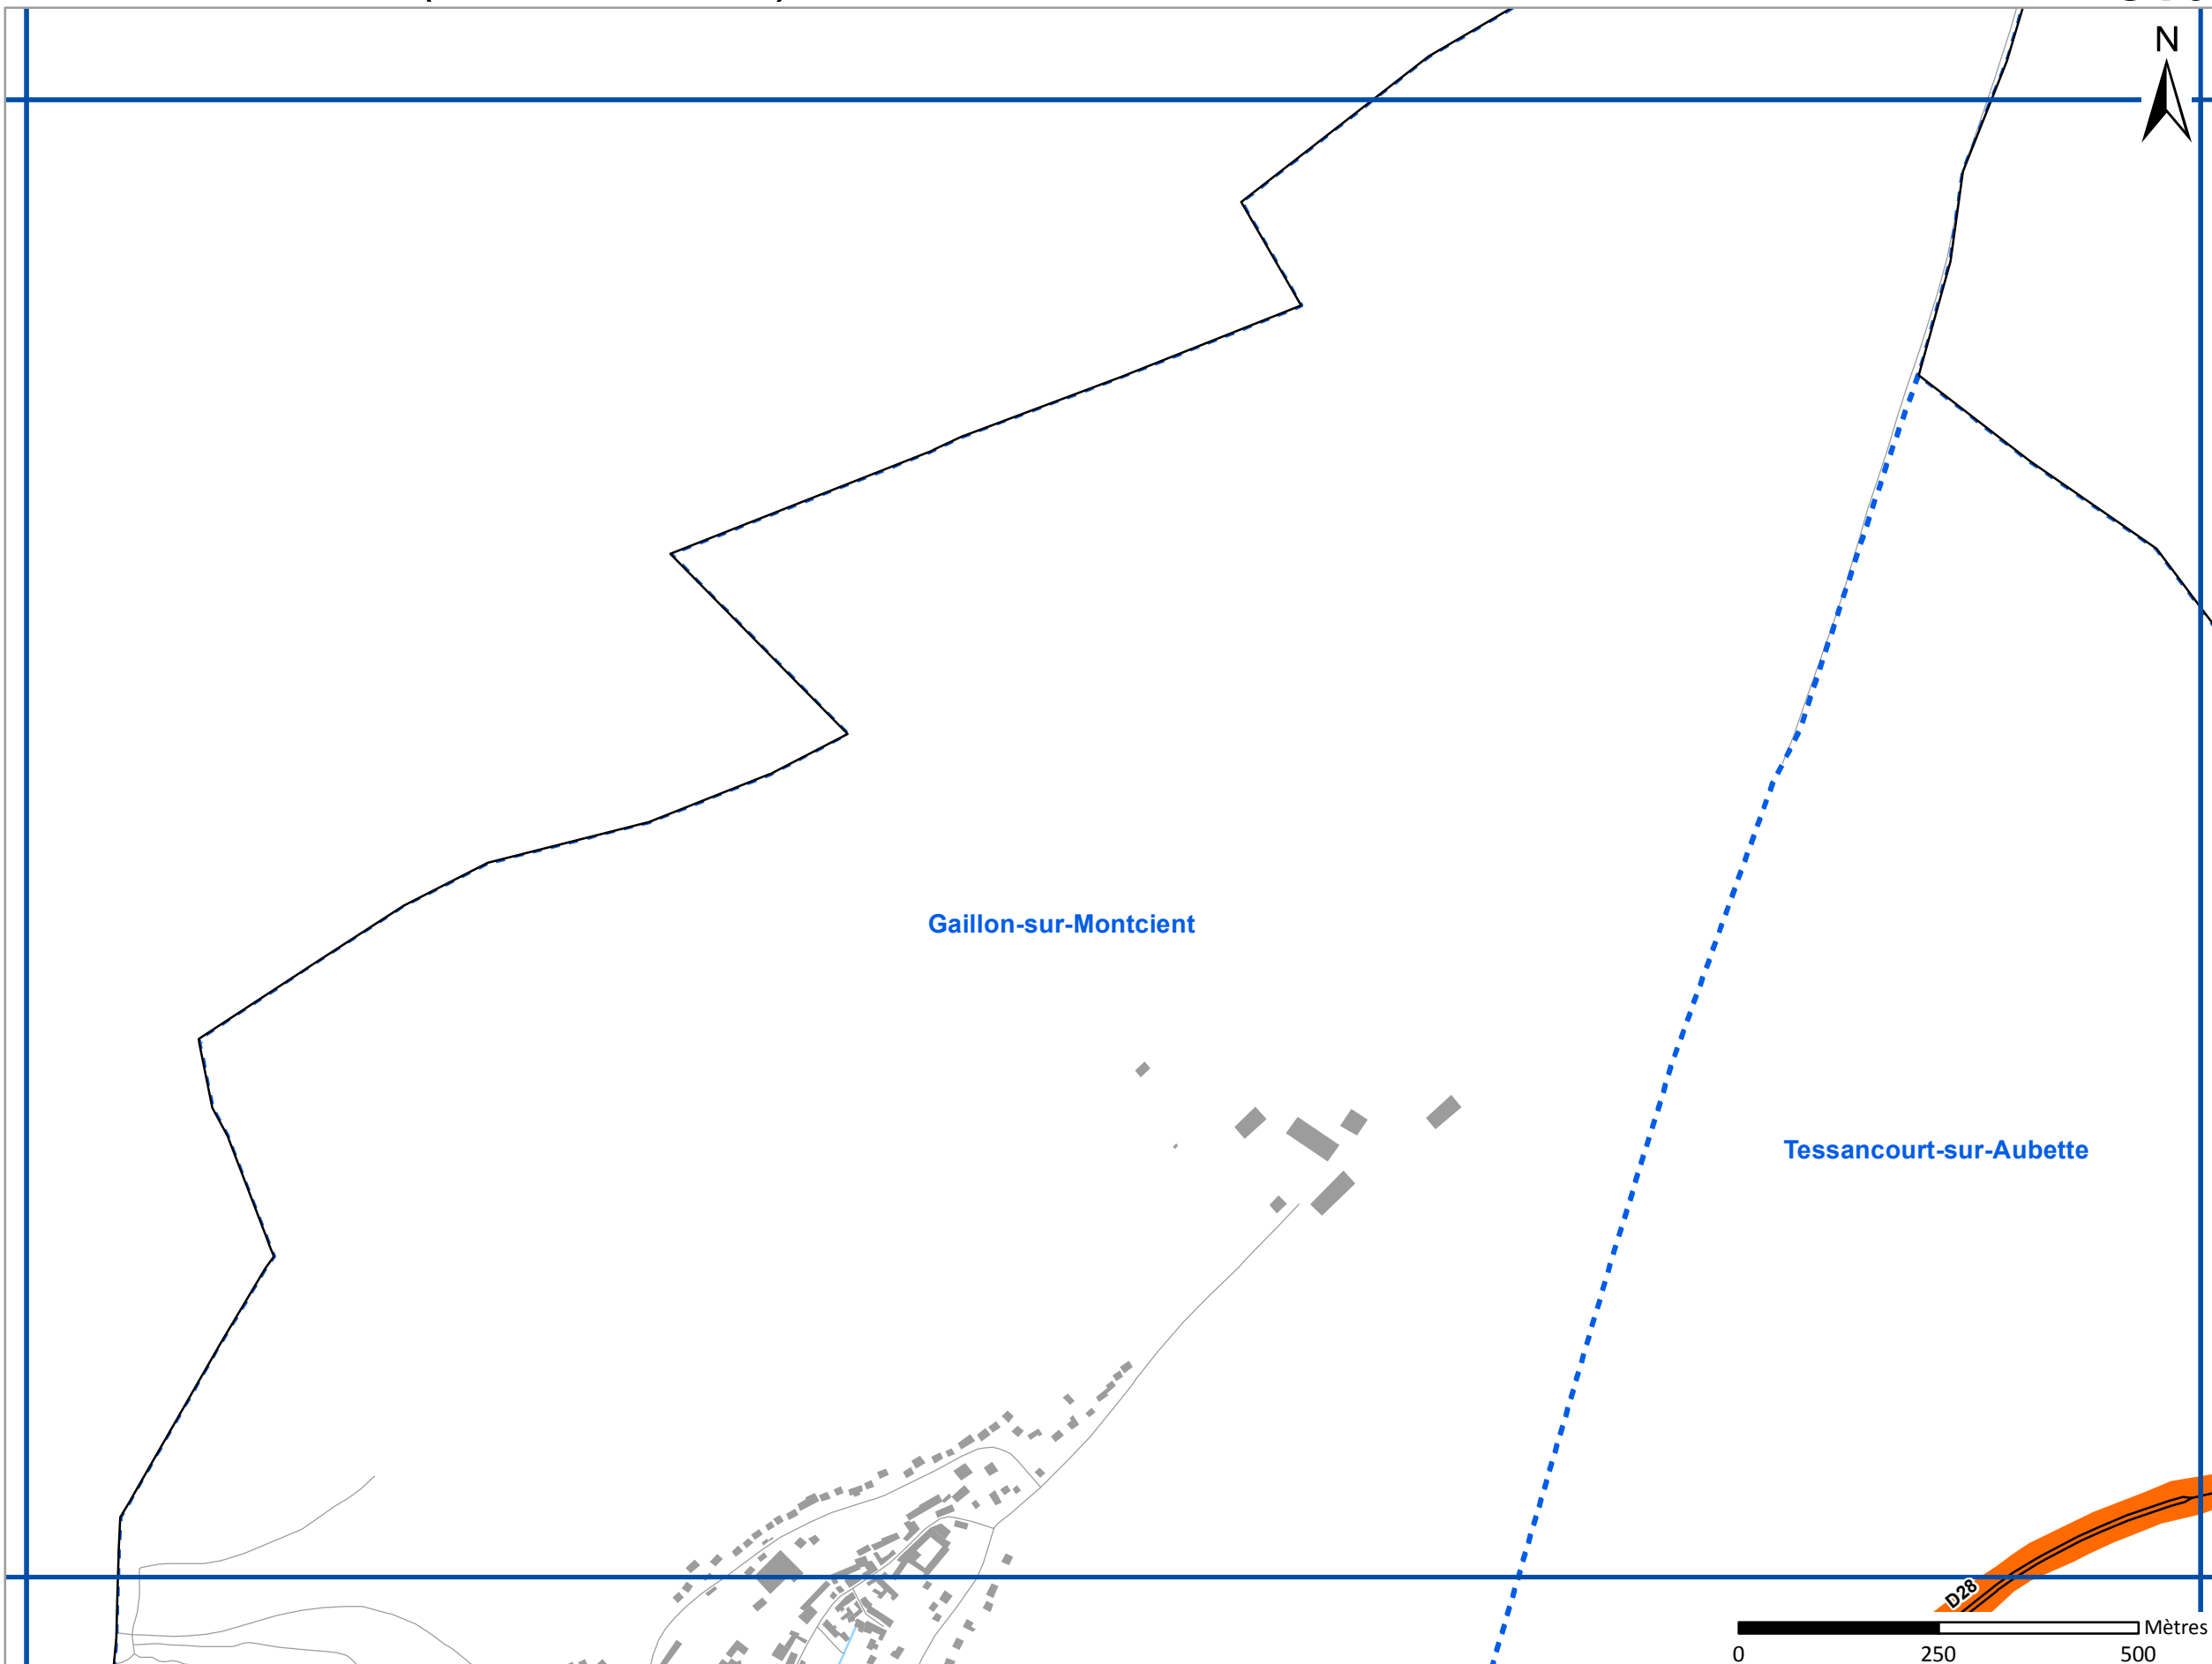 N
Gaillon-sur-Montcient
Tessancourt-sur-Aubette
D28
Mètres
0 250 500